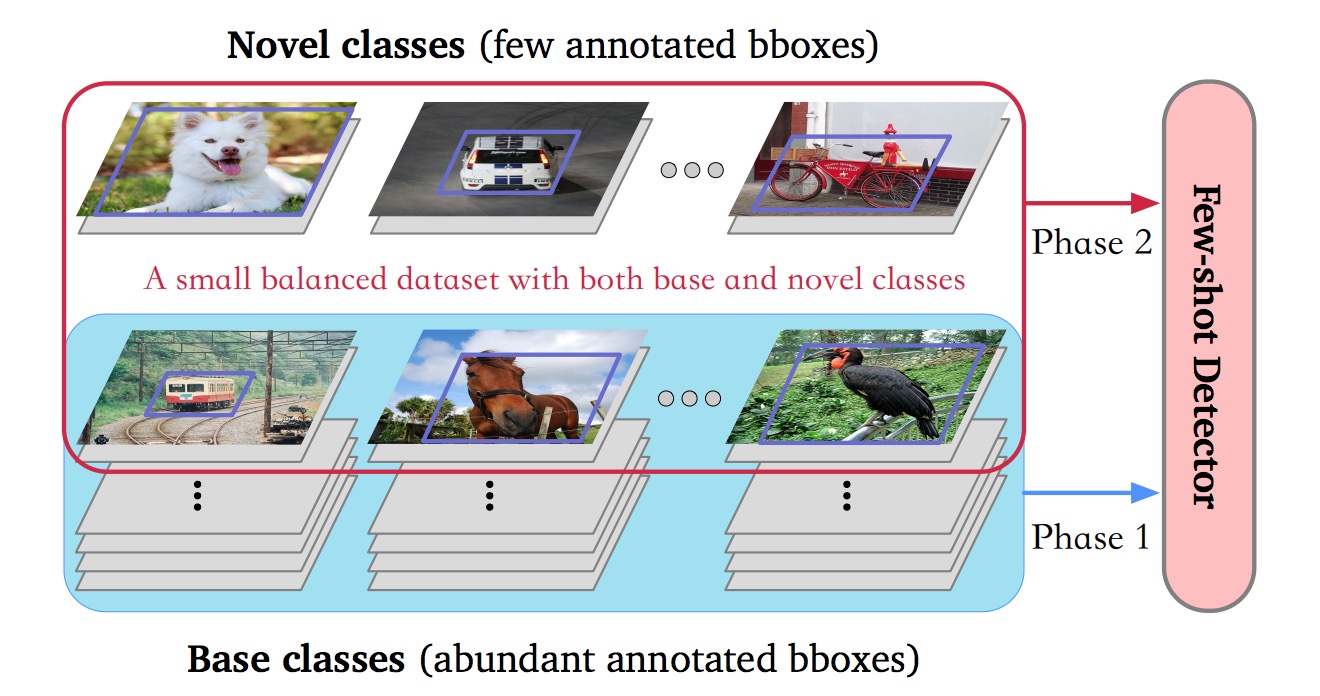 Novel classes (few annotated bboxes)
A small balanced dataset with both base and novel classes
Phase 2
Few-shot Detector
Phase 1
Base classes (abundant annotated bboxes)